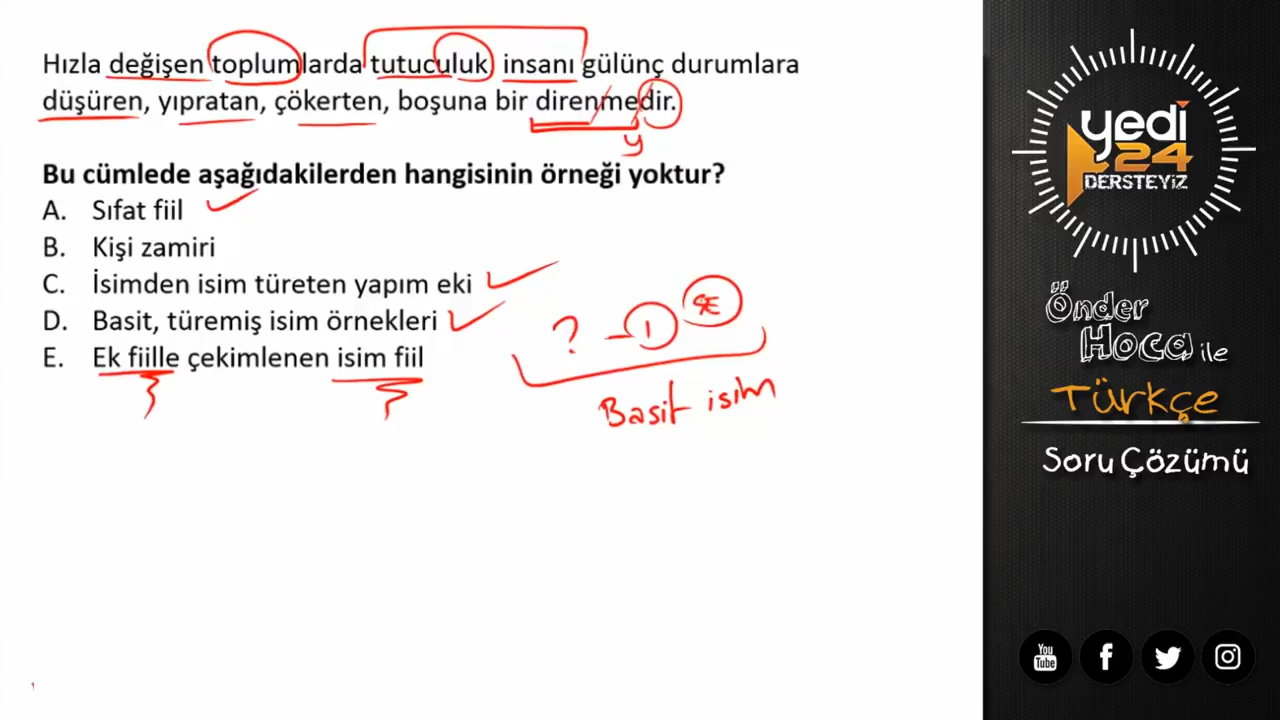 Hızla değişen toplumlarda tutuculuk insanı gülünç durumlara
düşüren, yıpratan, çökerten, boşuna bir direnmedir.
y
Bu cümlede aşağıdakilerden hangisinin örneği yoktur?
A. Sıfat fiil
B. Kişi zamiri
C. İsimden isim türeten yapım eki
D. Basit, türemiş isim örnekleri
E. Ek fiille çekimlenen isim fiil
? - 1
Basit isim
yedi
24
DERSTEYİZ
Önder
Hoca ile
Türkçe
Soru Çözümü
You
Tube